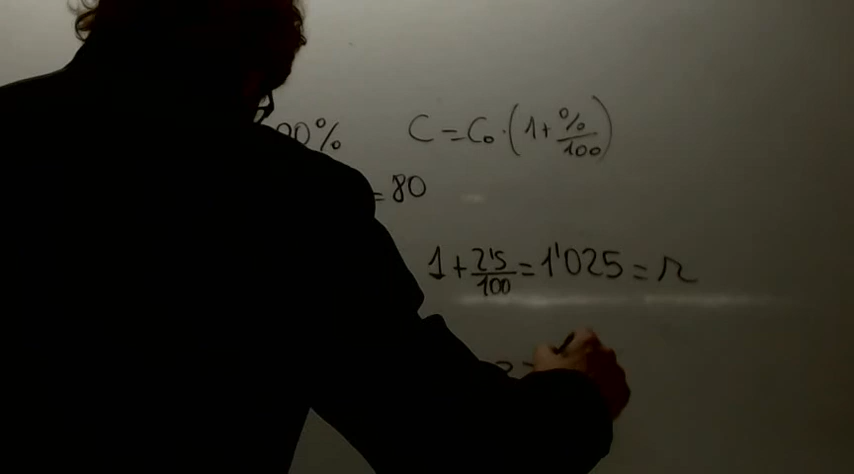 00% C = C₀·(1+%/100)
= 80
1+2'5/100=1'025=r